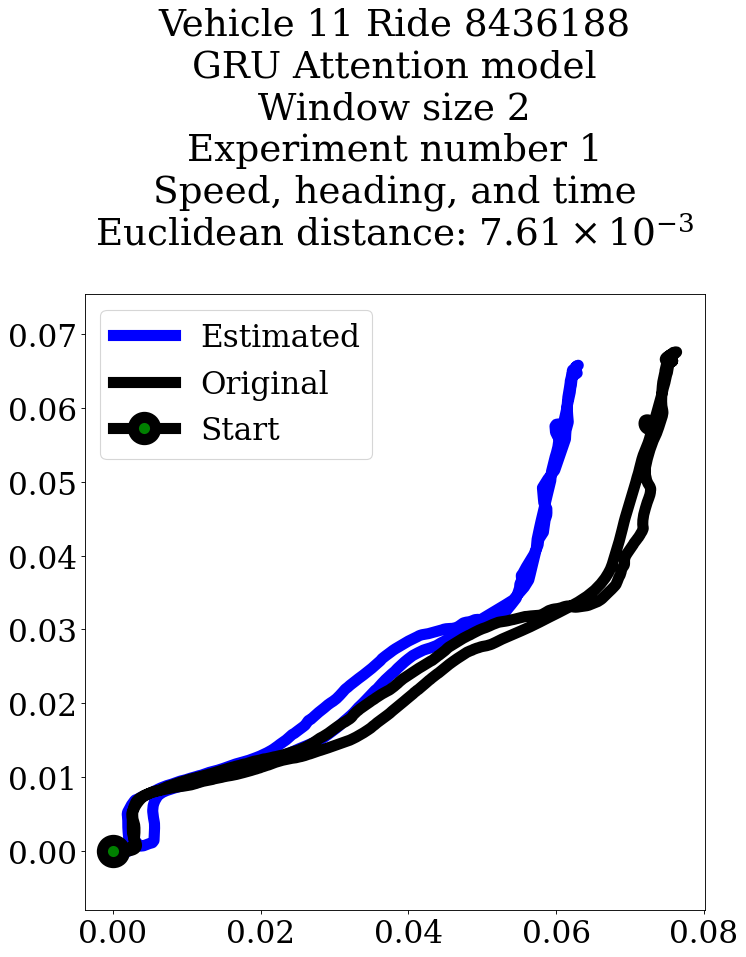 Vehicle 11 Ride 8436188
GRU Attention model
Window size 2
Experiment number 1
Speed, heading, and time
Euclidean distance: 7.61 × 10⁻³
Estimated
Original
Start
0.07
0.06
0.05
0.04
0.03
0.02
0.01
0.00
0.00 0.02 0.04 0.06 0.08